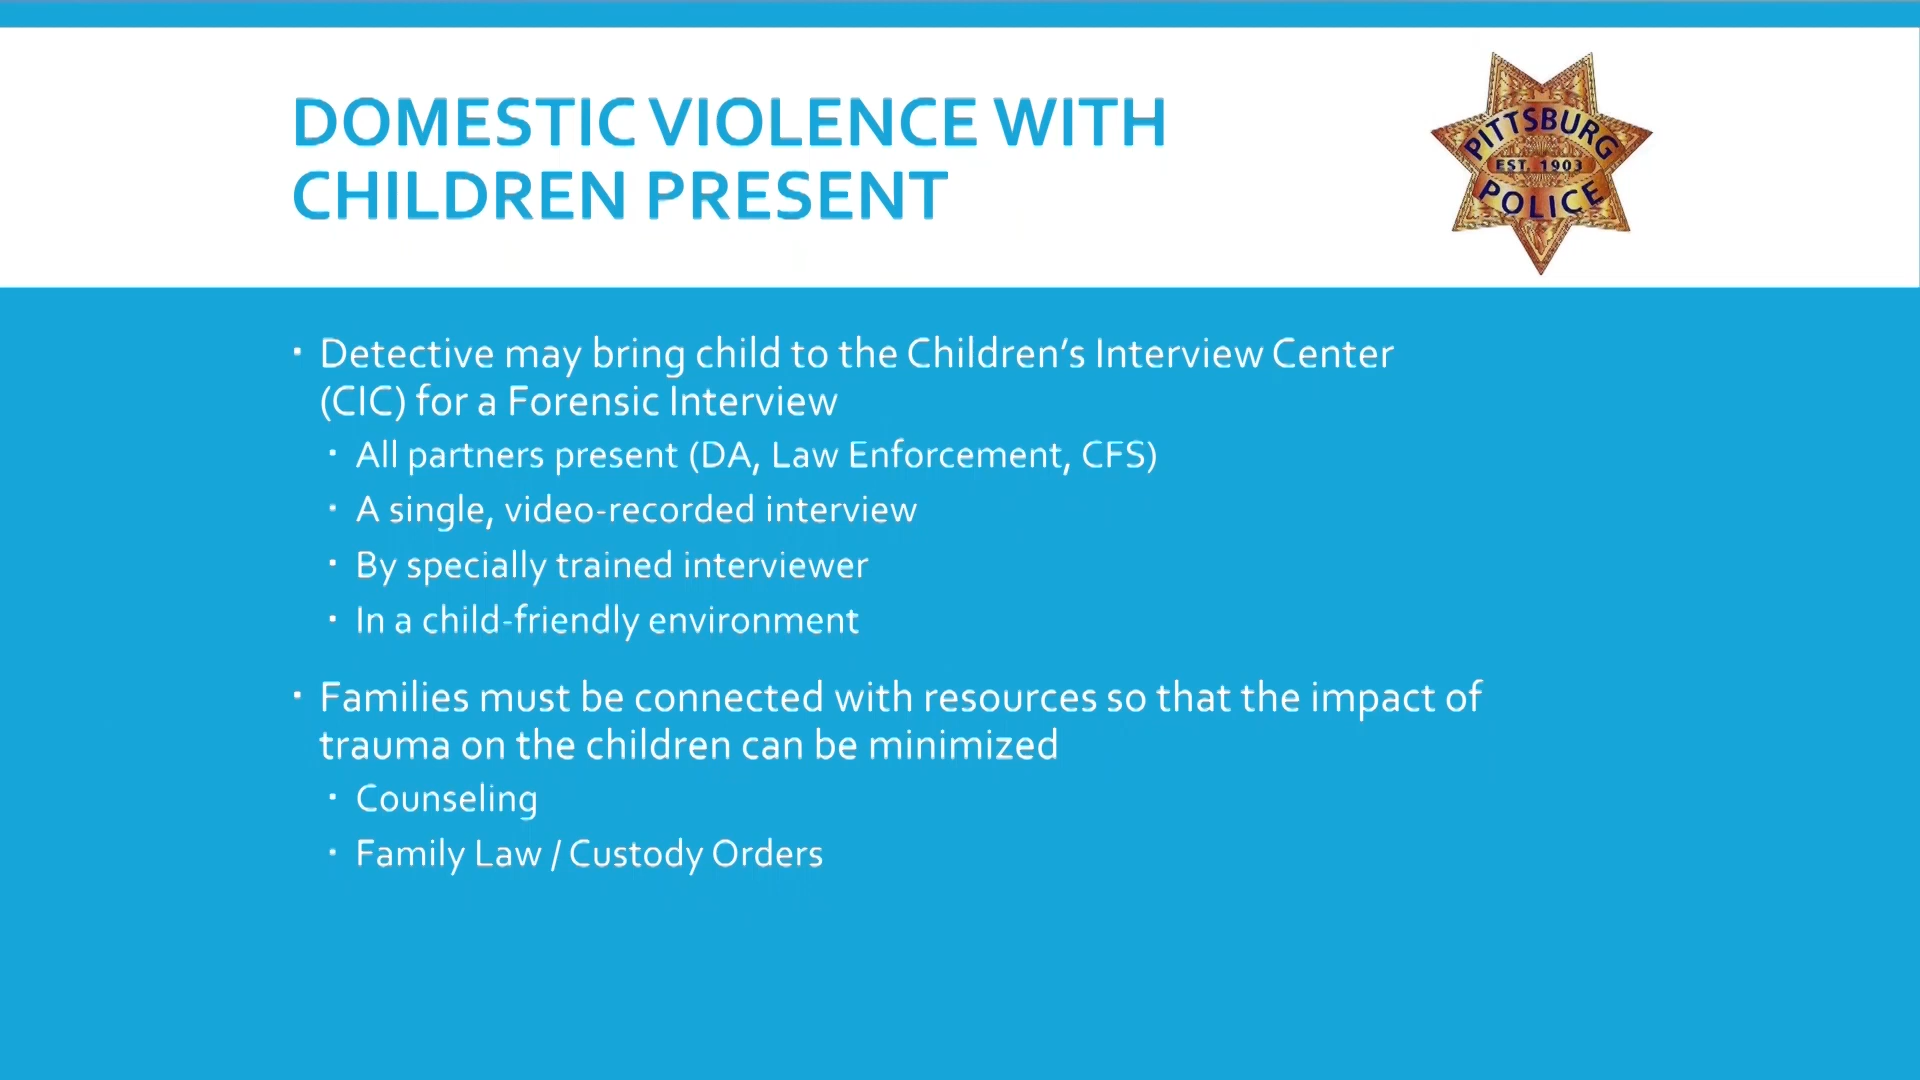 DOMESTIC VIOLENCE WITH
CHILDREN PRESENT
PITTSBURG
EST. 1903
POLICE
▪ Detective may bring child to the Children’s Interview Center
(CIC) for a Forensic Interview
▪ All partners present (DA, Law Enforcement, CFS)
▪ A single, video-recorded interview
▪ By specially trained interviewer
▪ In a child-friendly environment
▪ Families must be connected with resources so that the impact of
trauma on the children can be minimized
▪ Counseling
▪ Family Law / Custody Orders